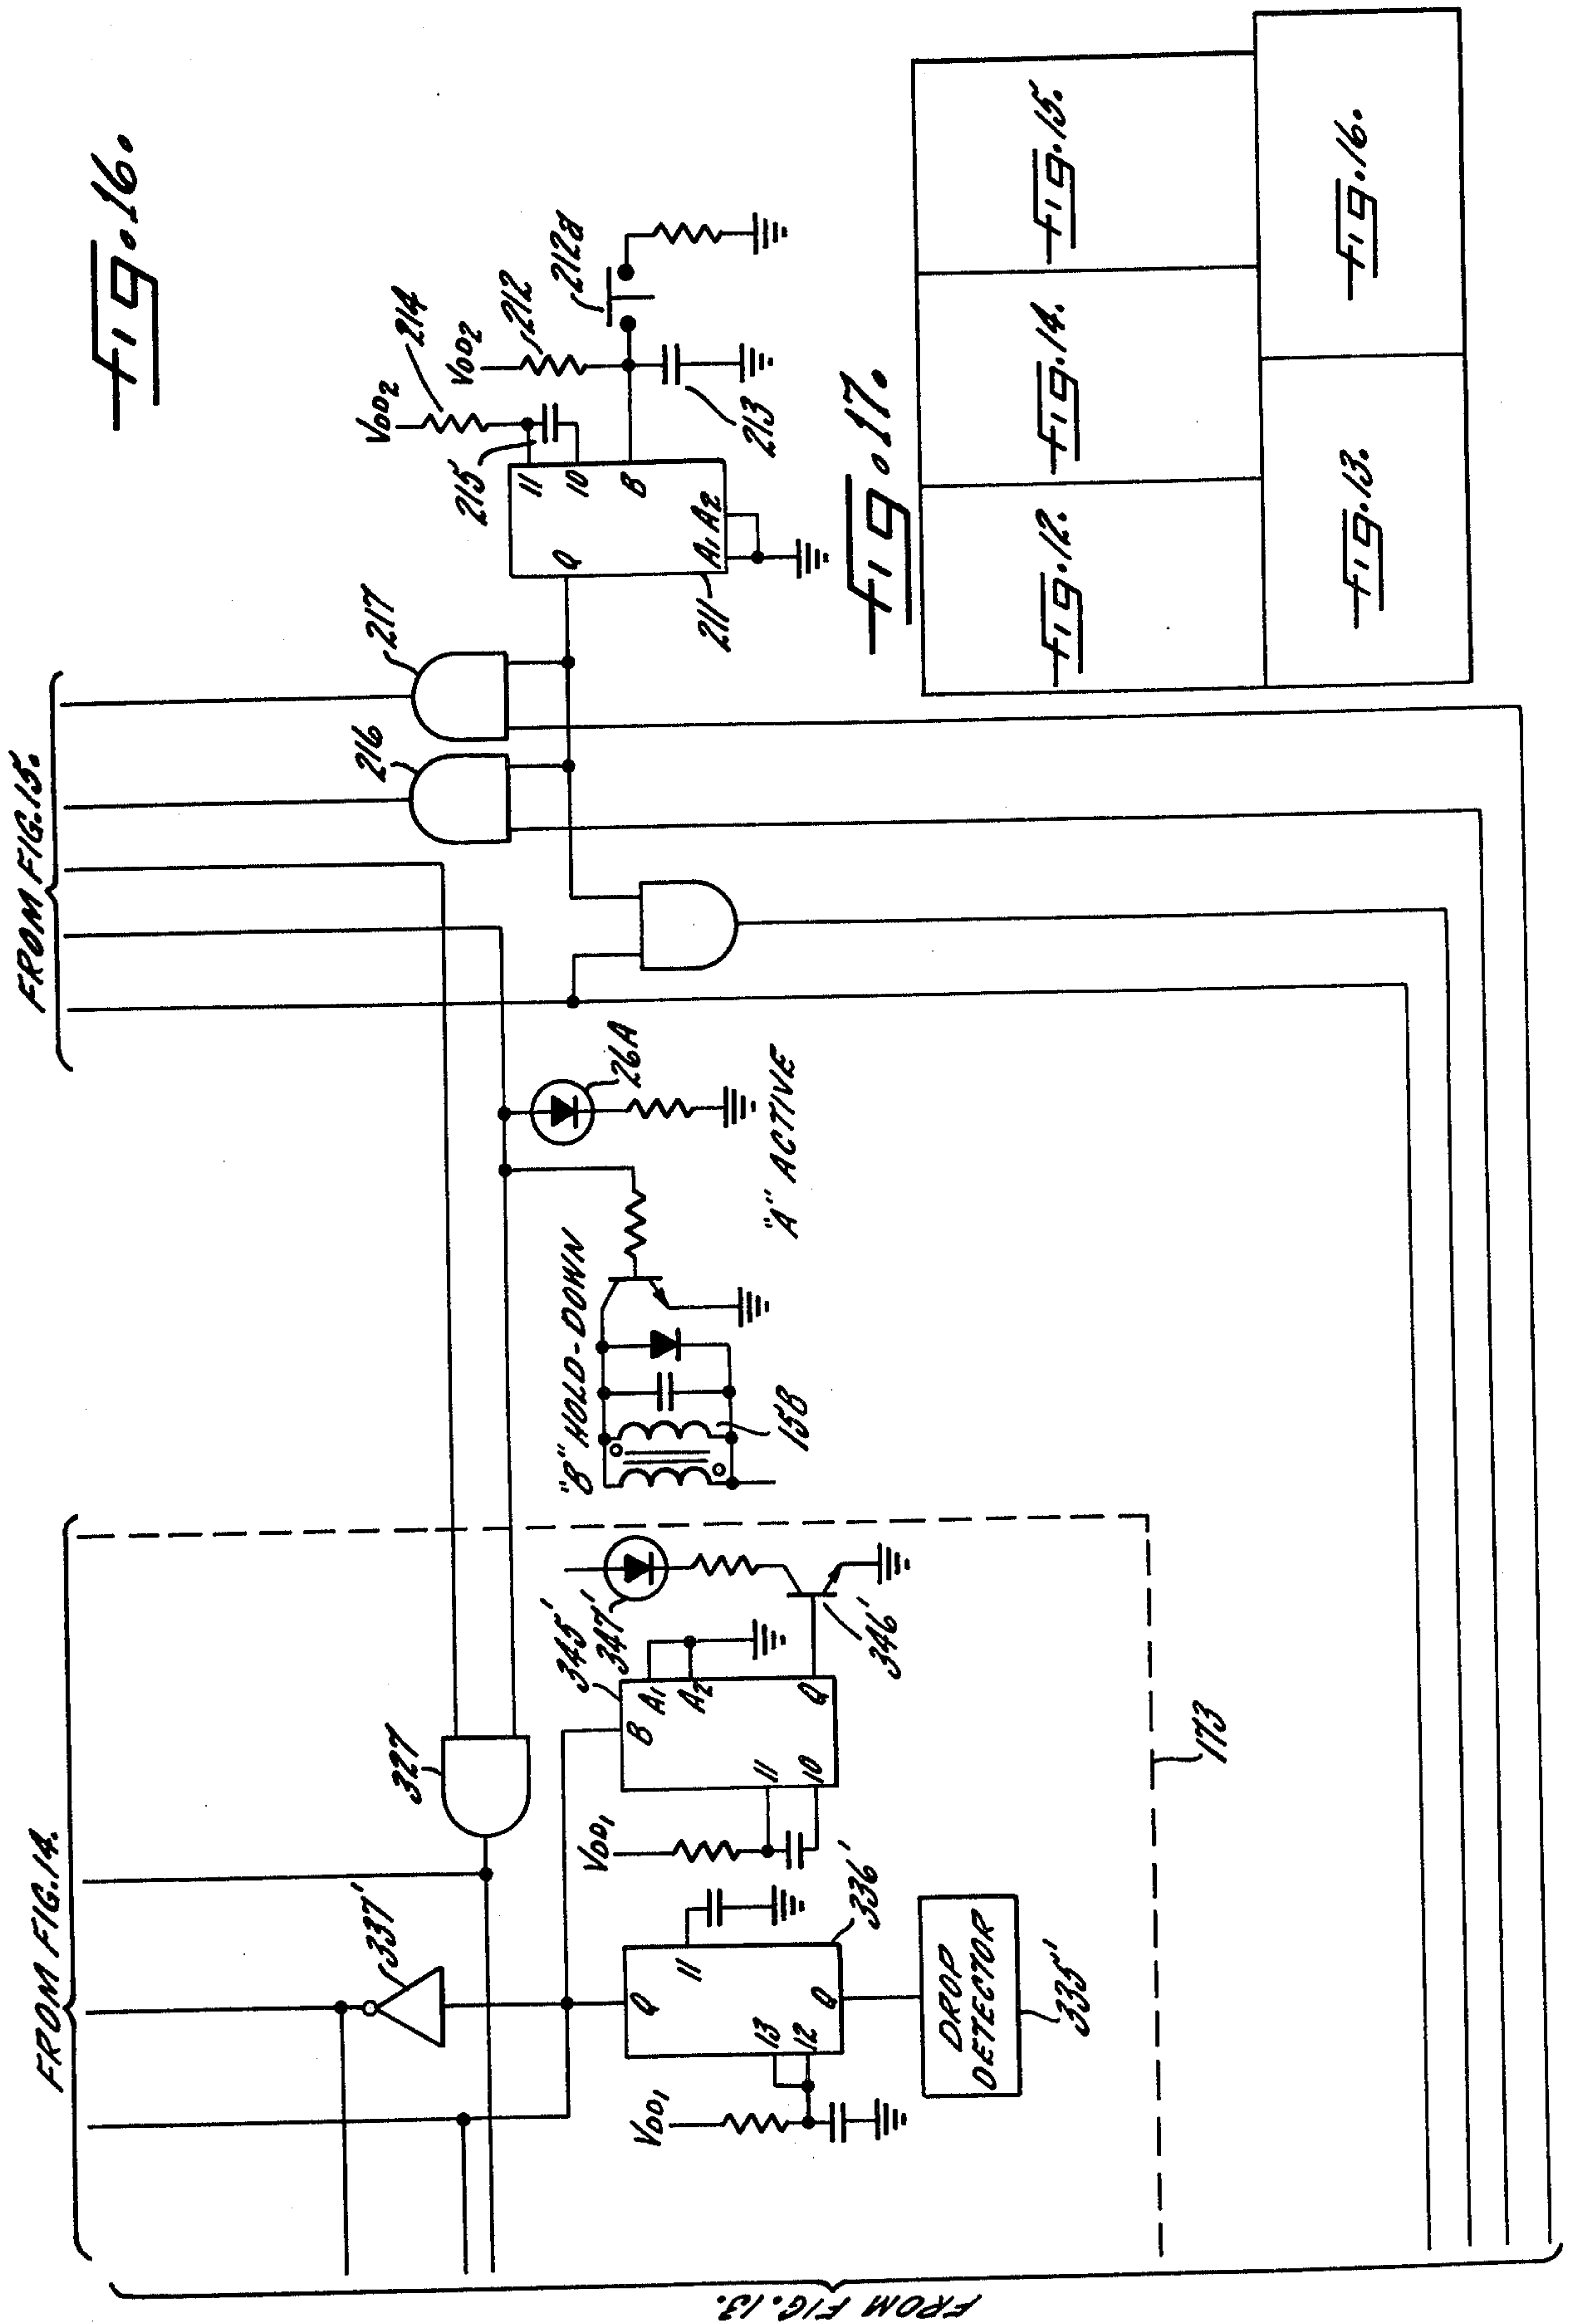 Fig. 16.
FROM FIG. 14.
FROM FIG. 15.
FROM FIG. 13.
337'
327
216
217
VDD2
214
215
VDD2
212
212a
11
10
B
Q
A1 A2
211
213
VDD1
Q
11
13
12
Q
336'
DROP
DETECTOR
335'
VDD1
B
A1
A2
11
10
Q
345'
347'
346'
173
"B" HOLD-DOWN
15B
26A
"A" ACTIVE
Fig. 17.
Fig. 12.
Fig. 14.
Fig. 15.
Fig. 13.
Fig. 16.